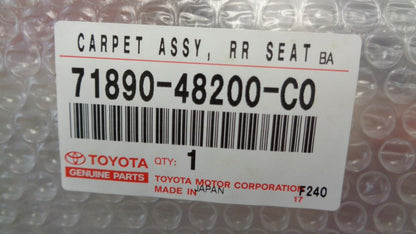 CARPET ASSY, RR SEAT BA
71890-48200-C0
TOYOTA QTY: 1
GENUINE PARTS
TOYOTA MOTOR CORPORATION F240
MADE IN JAPAN 17